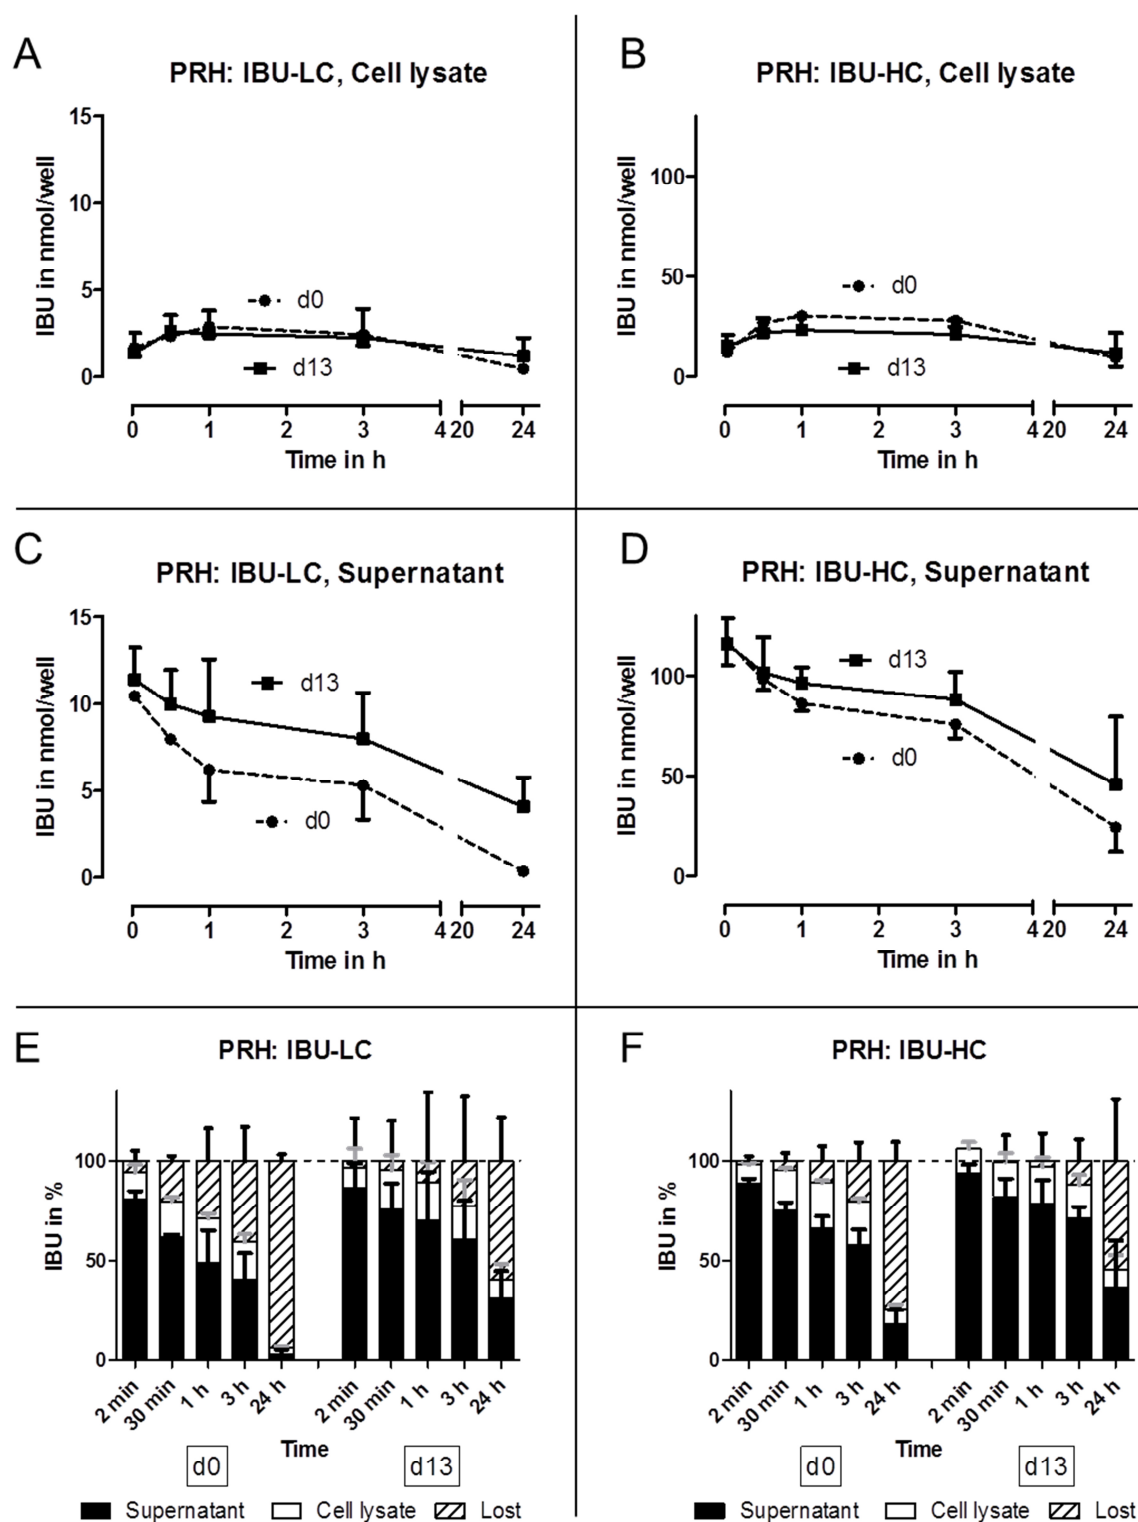 A
PRH: IBU-LC, Cell lysate
IBU in nmol/well
15
10
5
0
d0
d13
0 1 2 3 4 20 24
Time in h
B
PRH: IBU-HC, Cell lysate
IBU in nmol/well
100
50
0
d0
d13
0 1 2 3 4 20 24
Time in h
C
PRH: IBU-LC, Supernatant
IBU in nmol/well
15
10
5
0
d13
d0
0 1 2 3 4 20 24
Time in h
D
PRH: IBU-HC, Supernatant
IBU in nmol/well
100
50
0
d13
d0
0 1 2 3 4 20 24
Time in h
E
PRH: IBU-LC
IBU in %
100
50
0
2 min 30 min 1 h 3 h 24 h 2 min 30 min 1 h 3 h 24 h
Time
d0 d13
Supernatant Cell lysate Lost
F
PRH: IBU-HC
IBU in %
100
50
0
2 min 30 min 1 h 3 h 24 h 2 min 30 min 1 h 3 h 24 h
Time
d0 d13
Supernatant Cell lysate Lost